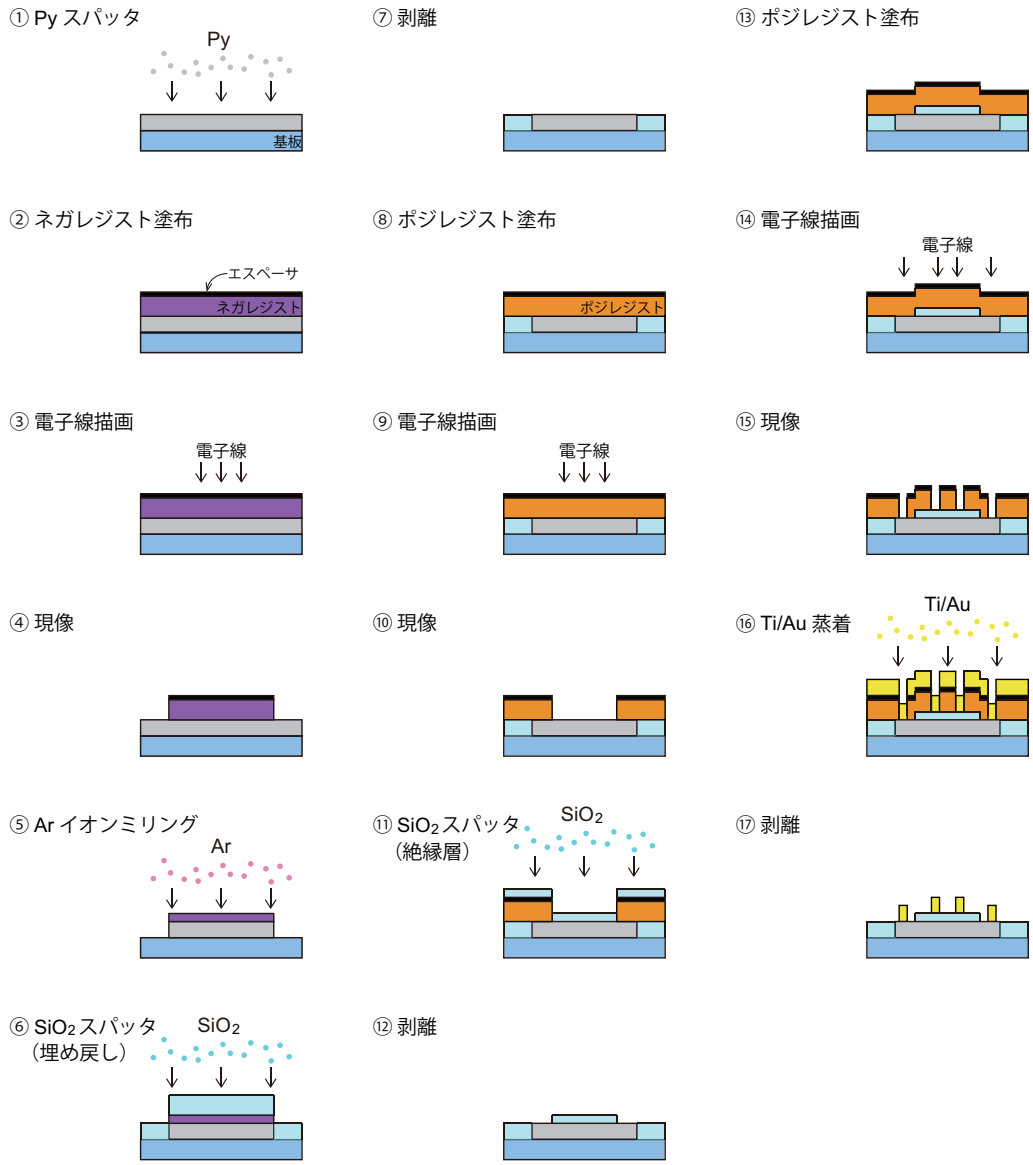 ① Py スパッタ
Py
基板
② ネガレジスト塗布
エスペーサ
ネガレジスト
③ 電子線描画
電子線
④ 現像
⑤ Ar イオンミリング
Ar
⑥ SiO2 スパッタ
（埋め戻し）
SiO2
⑦ 剥離
⑧ ポジレジスト塗布
ポジレジスト
⑨ 電子線描画
電子線
⑩ 現像
⑪ SiO2 スパッタ
（絶縁層）
SiO2
⑫ 剥離
⑬ ポジレジスト塗布
⑭ 電子線描画
電子線
⑮ 現像
⑯ Ti/Au 蒸着
Ti/Au
⑰ 剥離